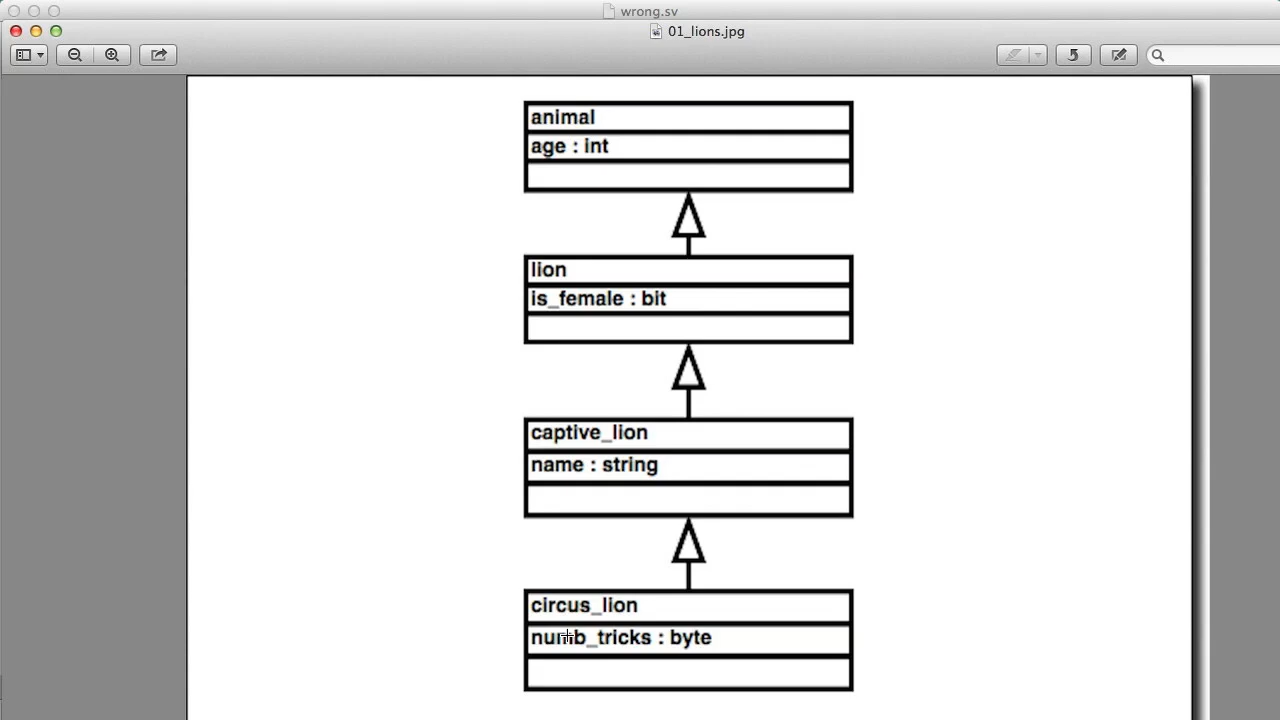 wrong.sv
01_lions.jpg
animal
age : int
lion
is_female : bit
captive_lion
name : string
circus_lion
numb_tricks : byte